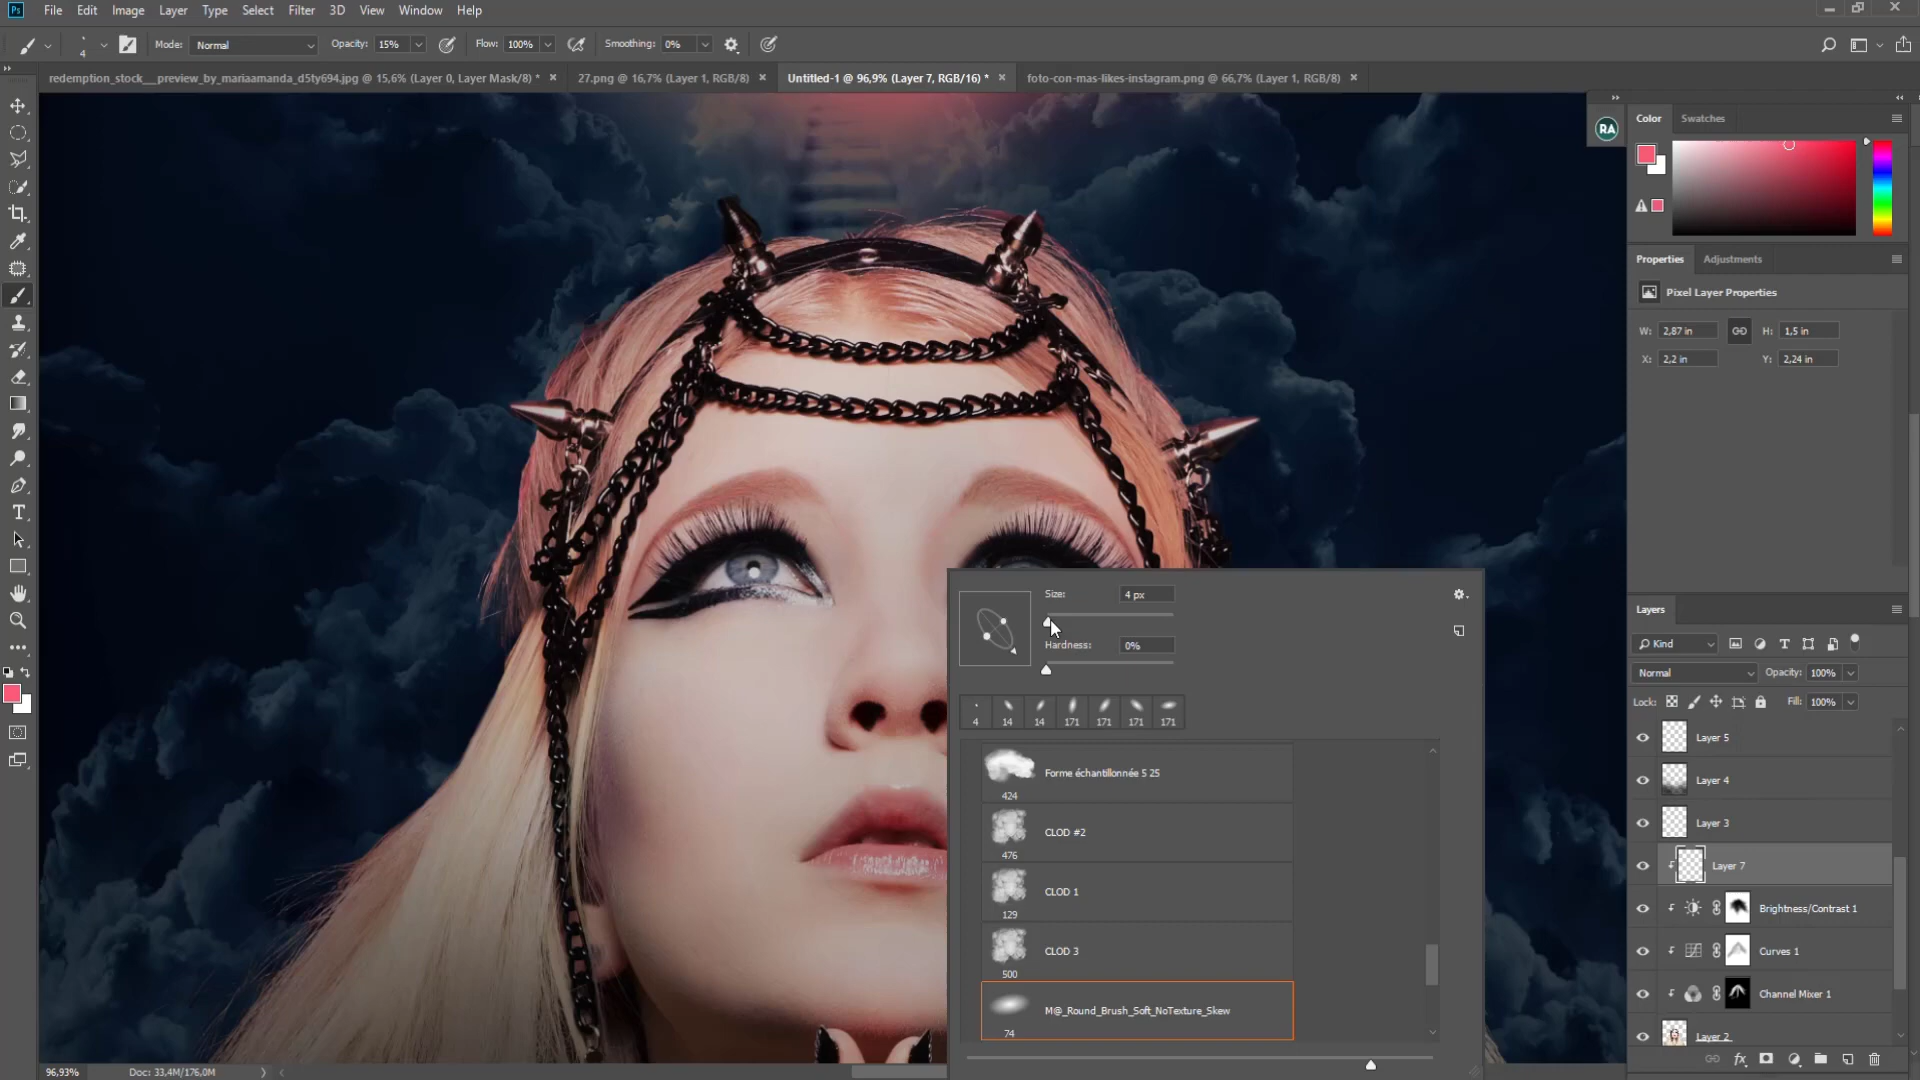 Ps File Edit Image Layer Type Select Filter 3D View Window Help
4 Mode: Normal Opacity: 15% Flow: 100% Smoothing: 0%
redemption_stock___preview_by_mariaamanda_d5ty694.jpg @ 15,6% (Layer 0, Layer Mask/8) * × 27.png @ 16,7% (Layer 1, RGB/8) × Untitled-1 @ 96,9% (Layer 7, RGB/16) * × foto-con-mas-likes-instagram.png @ 66,7% (Layer 1, RGB/8) ×
RA
Color Swatches
Properties Adjustments
Pixel Layer Properties
W: 2,87 in H: 1,5 in
X: 2,2 in Y: 2,24 in
Size: 4 px
Hardness: 0%
4 14 14 171 171 171 171
Forme échantillonnée 5 25
424
CLOD #2
476
CLOD 1
129
CLOD 3
500
M@_Round_Brush_Soft_NoTexture_Skew
74
Layers
Kind
Normal Opacity: 100%
Lock: Fill: 100%
Layer 5
Layer 4
Layer 3
Layer 7
Brightness/Contrast 1
Curves 1
Channel Mixer 1
Layer 2
fx
96,93% Doc: 33,4M/176,0M